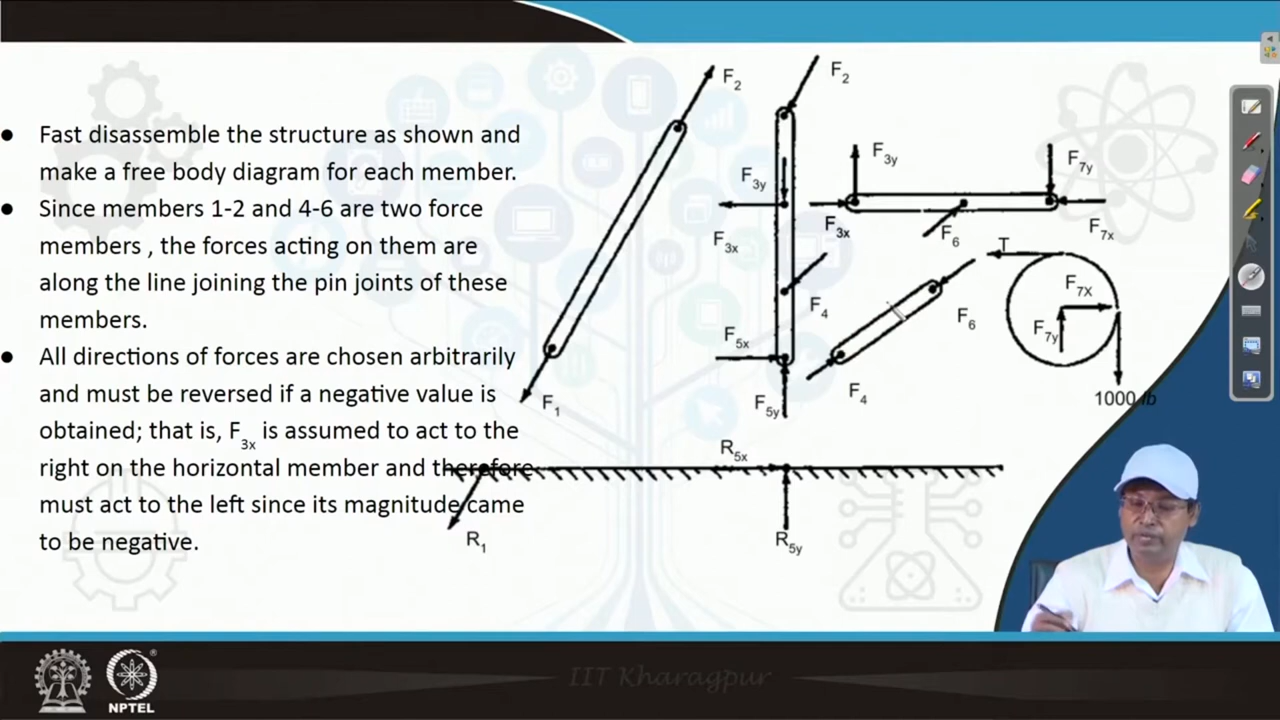 ● Fast disassemble the structure as shown and
make a free body diagram for each member.
● Since members 1-2 and 4-6 are two force
members , the forces acting on them are
along the line joining the pin joints of these
members.
● All directions of forces are chosen arbitrarily
and must be reversed if a negative value is
obtained; that is, F3x is assumed to act to the
right on the horizontal member and therefore
must act to the left since its magnitude came
to be negative.
F2
F1
F2
F3y
F3x
F4
F5x
F5y
F3y
F7y
F3x
F6
F7x
T
F6
F4
F7X
F7y
1000 lb
R5x
R1
R5y
NPTEL
IIT Kharagpur